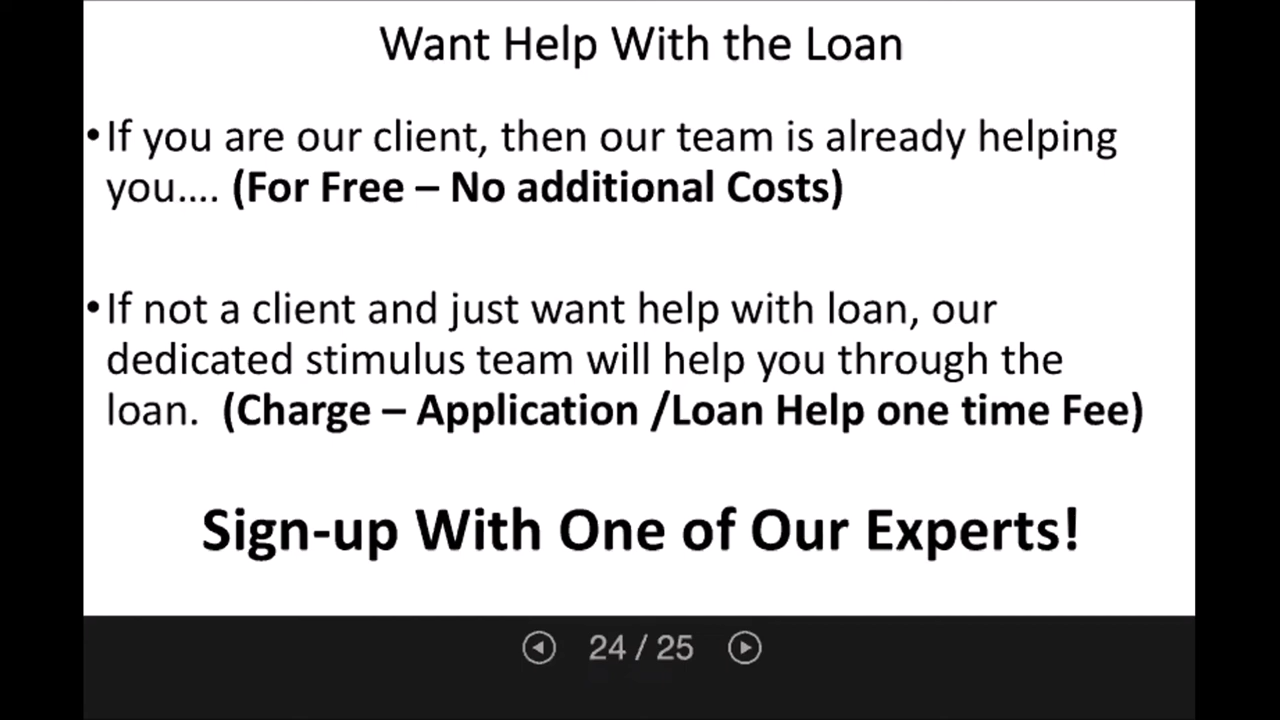 Want Help With the Loan
•If you are our client, then our team is already helping
you.... (For Free – No additional Costs)
•If not a client and just want help with loan, our
dedicated stimulus team will help you through the
loan.  (Charge – Application /Loan Help one time Fee)
Sign-up With One of Our Experts!
24 / 25